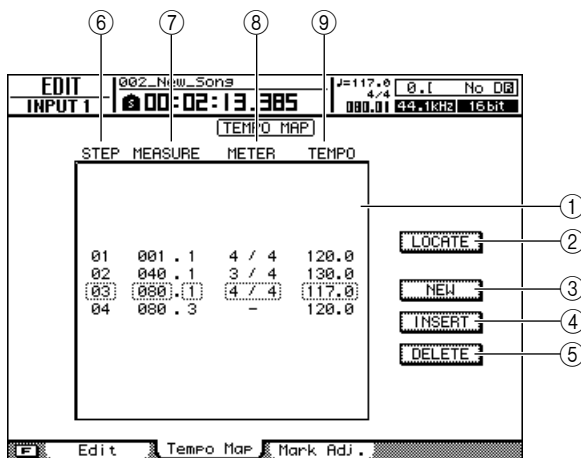 ⑥ ⑦ ⑧ ⑨
EDIT 002_New_Song ♩=117.0 0.[ No DB
4/4
INPUT 1 S 00:02:13.385 080.01 44.1kHz 16bit
TEMPO MAP
STEP MEASURE METER TEMPO
①
LOCATE ②
01 001 . 1 4 / 4 120.0
02 040 . 1 3 / 4 130.0
03 080 . 1 4 / 4 117.0
04 080 . 3 – 120.0
NEW ③
INSERT ④
DELETE ⑤
F Edit Tempo Map Mark Adj.